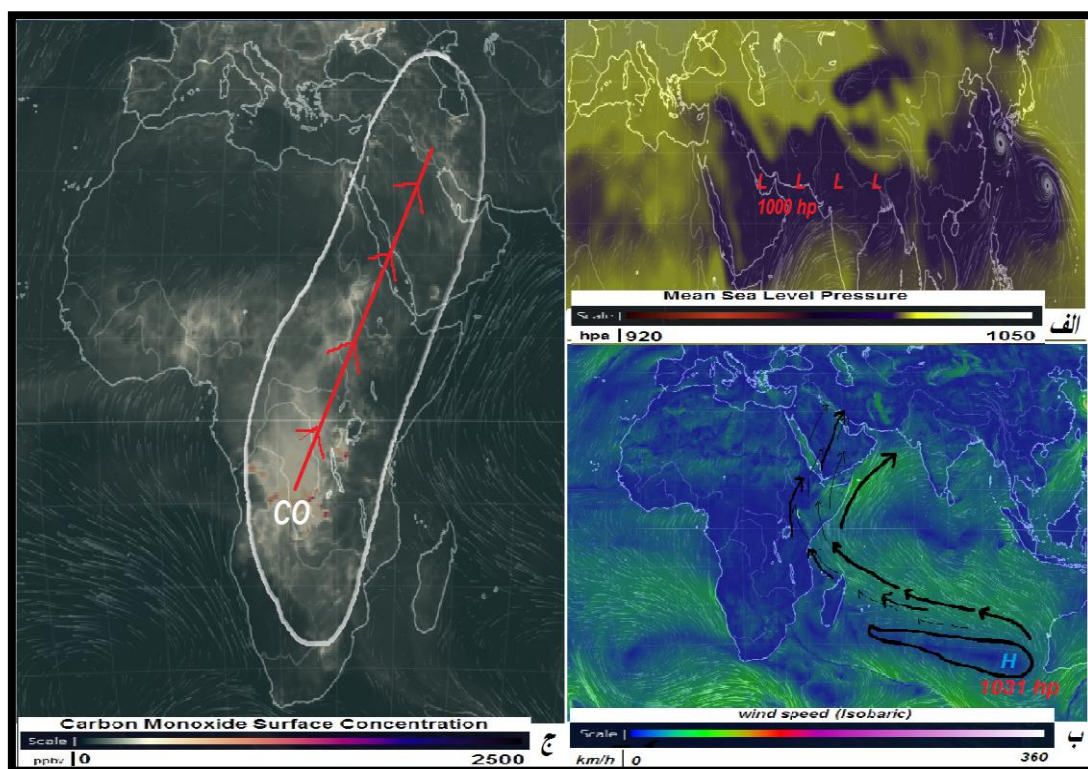 CO
Carbon Monoxide Surface Concentration
Scale
ppbv 0 2500
ج
L L L L
1000 hp
Mean Sea Level Pressure
Scale
hpa 920 1050
الف
H
1031 hp
wind speed (Isobaric)
Scale
km/h 0 360
ب